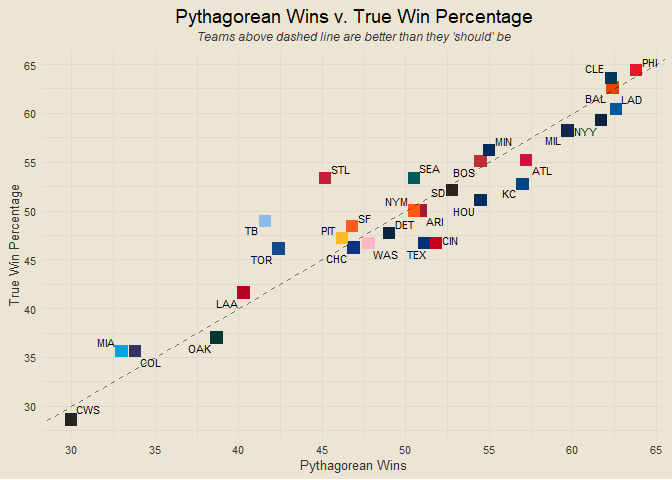 Pythagorean Wins v. True Win Percentage
Teams above dashed line are better than they 'should' be
65
60
55
50
45
40
35
30
True Win Percentage
PHI
CLE
BAL
LAD
NYY
MIL
MIN
BOS
ATL
KC
SEA
STL
SD
HOU
NYM
ARI
SF
DET
PIT
CHC
WAS
TEX
CIN
TB
TOR
LAA
OAK
MIA
COL
CWS
30
35
40
45
50
55
60
65
Pythagorean Wins